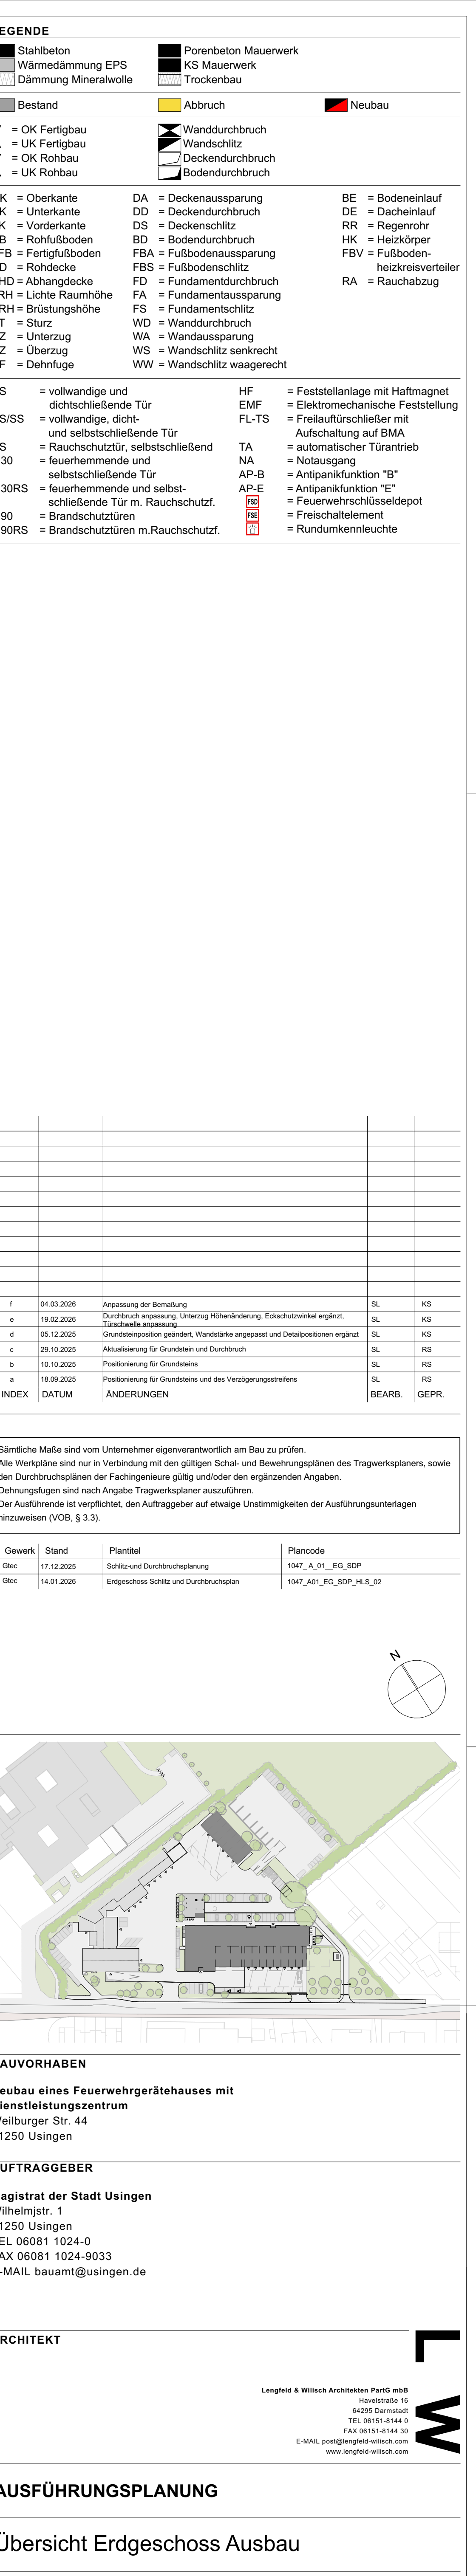 EGENDE
Stahlbeton Porenbeton Mauerwerk
Wärmedämmung EPS KS Mauerwerk
Dämmung Mineralwolle Trockenbau
Bestand Abbruch Neubau
= OK Fertigbau Wanddurchbruch
= UK Fertigbau Wandschlitz
= OK Rohbau Deckendurchbruch
= UK Rohbau Bodendurchbruch
K = Oberkante DA = Deckenaussparung BE = Bodeneinlauf
K = Unterkante DD = Deckendurchbruch DE = Dacheinlauf
K = Vorderkante DS = Deckenschlitz RR = Regenrohr
B = Rohfußboden BD = Bodendurchbruch HK = Heizkörper
FB = Fertigfußboden FBA = Fußbodenaussparung FBV = Fußboden-
D = Rohdecke FBS = Fußbodenschlitz heizkreisverteiler
HD = Abhangdecke FD = Fundamentdurchbruch RA = Rauchabzug
RH = Lichte Raumhöhe FA = Fundamentaussparung
RH = Brüstungshöhe FS = Fundamentschlitz
T = Sturz WD = Wanddurchbruch
Z = Unterzug WA = Wandaussparung
Z = Überzug WS = Wandschlitz senkrecht
F = Dehnfuge WW = Wandschlitz waagerecht
S = vollwandige und HF = Feststellanlage mit Haftmagnet
dichtschließende Tür EMF = Elektromechanische Feststellung
S/SS = vollwandige, dicht- FL-TS = Freilauftürschließer mit
und selbstschließende Tür Aufschaltung auf BMA
S = Rauchschutztür, selbstschließend TA = automatischer Türantrieb
30 = feuerhemmende und NA = Notausgang
selbstschließende Tür AP-B = Antipanikfunktion "B"
30RS = feuerhemmende und selbst- AP-E = Antipanikfunktion "E"
schließende Tür m. Rauchschutzf. FSD = Feuerwehrschlüsseldepot
90 = Brandschutztüren FSE = Freischaltelement
90RS = Brandschutztüren m.Rauchschutzf. = Rundumkennleuchte
f 04.03.2026 Anpassung der Bemaßung SL KS
e 19.02.2026 Durchbruch anpassung, Unterzug Höhenänderung, Eckschutzwinkel ergänzt, SL KS
Türschwelle anpassung
d 05.12.2025 Grundsteinposition geändert, Wandstärke angepasst und Detailpositionen ergänzt SL KS
c 29.10.2025 Aktualisierung für Grundstein und Durchbruch SL RS
b 10.10.2025 Positionierung für Grundsteins SL RS
a 18.09.2025 Positionierung für Grundsteins und des Verzögerungsstreifens SL RS
INDEX DATUM ÄNDERUNGEN BEARB. GEPR.
Sämtliche Maße sind vom Unternehmer eigenverantwortlich am Bau zu prüfen.
Alle Werkpläne sind nur in Verbindung mit den gültigen Schal- und Bewehrungsplänen des Tragwerksplaners, sowie
den Durchbruchsplänen der Fachingenieure gültig und/oder den ergänzenden Angaben.
Dehnungsfugen sind nach Angabe Tragwerksplaner auszuführen.
Der Ausführende ist verpflichtet, den Auftraggeber auf etwaige Unstimmigkeiten der Ausführungsunterlagen
hinzuweisen (VOB, § 3.3).
Gewerk Stand Plantitel Plancode
Gtec 17.12.2025 Schlitz-und Durchbruchsplanung 1047_ A_01__EG_SDP
Gtec 14.01.2026 Erdgeschoss Schlitz und Durchbruchsplan 1047_A01_EG_SDP_HLS_02
N
AUVORHABEN
eubau eines Feuerwehrgerätehauses mit
ienstleistungszentrum
Weilburger Str. 44
1250 Usingen
UFTRAGGEBER
agistrat der Stadt Usingen
Wilhelmjstr. 1
1250 Usingen
EL 06081 1024-0
AX 06081 1024-9033
-MAIL bauamt@usingen.de
RCHITEKT
L
W
Lengfeld & Wilisch Architekten PartG mbB
Havelstraße 16
64295 Darmstadt
TEL 06151-8144 0
FAX 06151-8144 30
E-MAIL post@lengfeld-wilisch.com
www.lengfeld-wilisch.com
AUSFÜHRUNGSPLANUNG
Übersicht Erdgeschoss Ausbau